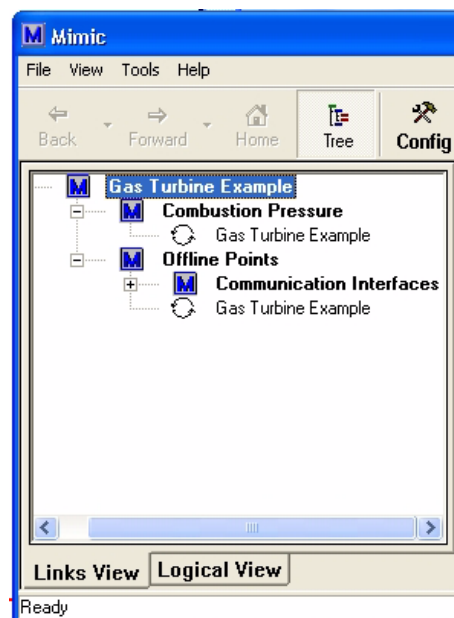 M Mimic
File View Tools Help
Back Forward Home Tree Config
M Gas Turbine Example
M Combustion Pressure
Gas Turbine Example
M Offline Points
M Communication Interfaces
Gas Turbine Example
Links View Logical View
Ready